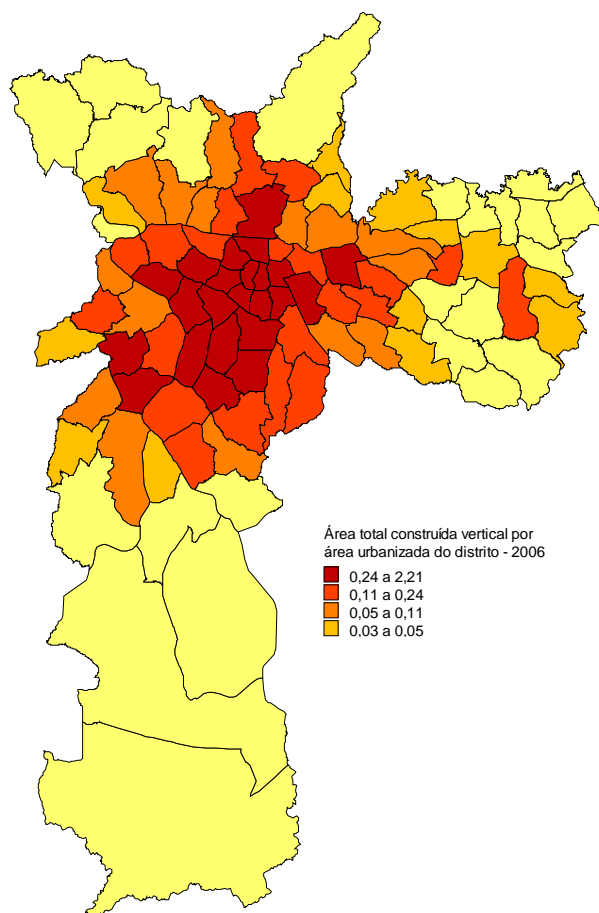 Área total construída vertical por
área urbanizada do distrito - 2006
0,24 a 2,21
0,11 a 0,24
0,05 a 0,11
0,03 a 0,05